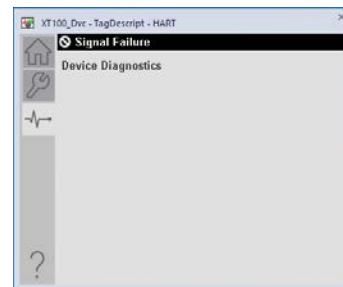 XT100_Dvc - TagDescript - HART
Signal Failure
Device Diagnostics